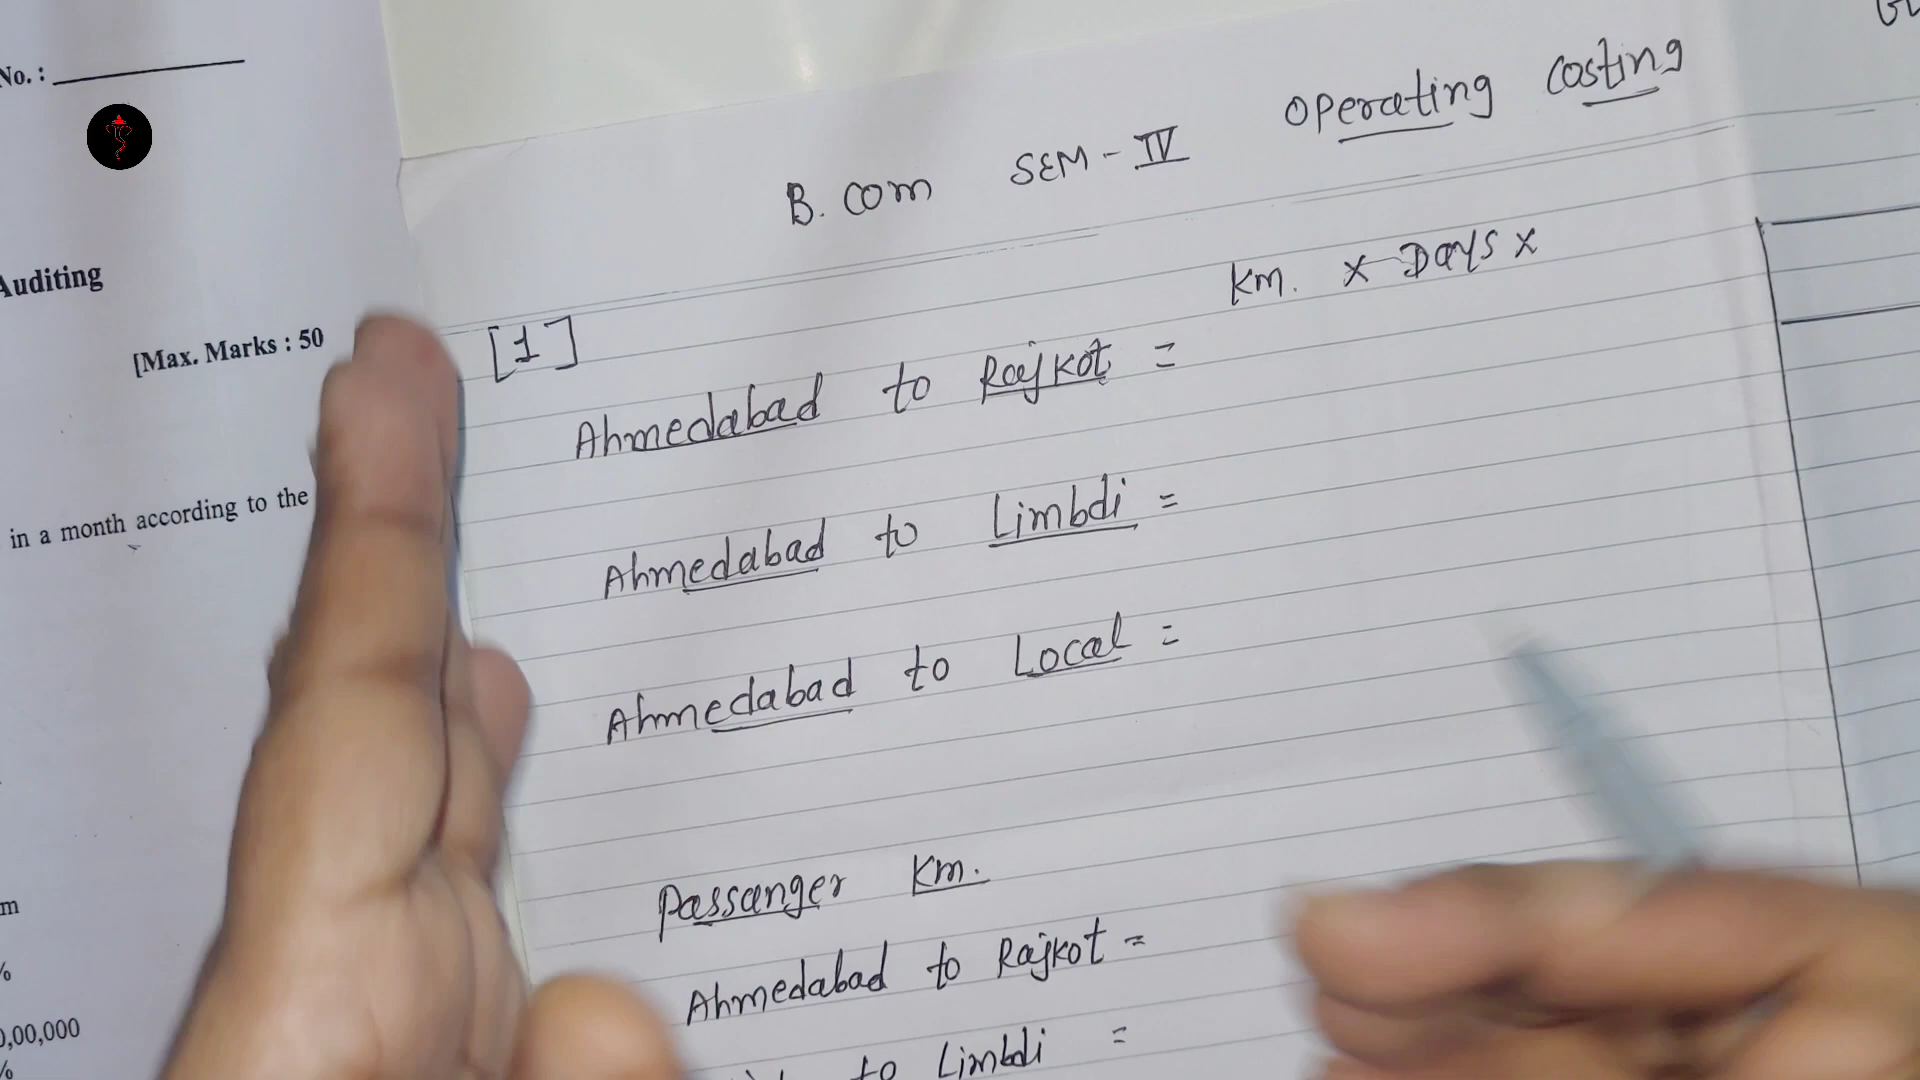 No. :
Auditing
[Max. Marks : 50
in a month according to the
m
%
0,00,000
%
B. com SEM - IV Operating Costing
Km. x Days x
[1]
Ahmedabad to Rajkot =
Ahmedabad to Limbdi =
Ahmedabad to Local =
Passanger Km.
Ahmedabad to Rajkot =
to Limbdi =